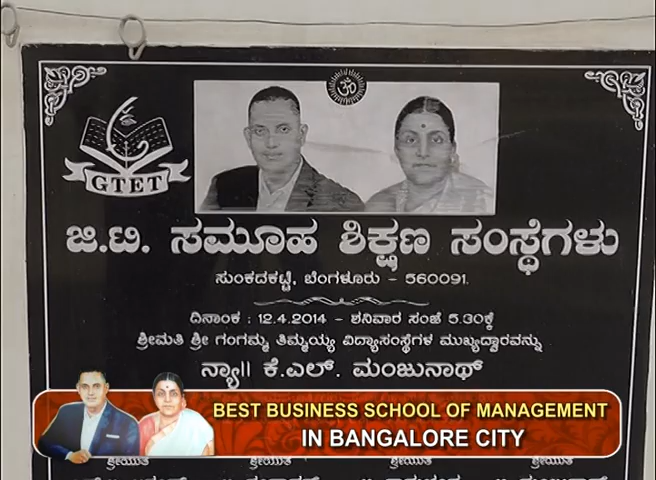 ॐ
GTET
ಜಿ.ಟಿ. ಸಮೂಹ ಶಿಕ್ಷಣ ಸಂಸ್ಥೆಗಳು
ಸುಂಕದಕಟ್ಟೆ, ಬೆಂಗಳೂರು - 560091.
ದಿನಾಂಕ : 12.4.2014 - ಶನಿವಾರ ಸಂಜೆ 5.30ಕ್ಕೆ
ಶ್ರೀಮತಿ ಶ್ರೀ ಗಂಗಮ್ಮ ತಿಮ್ಮಯ್ಯ ವಿದ್ಯಾಸಂಸ್ಥೆಗಳ ಮುಖ್ಯದ್ವಾರವನ್ನು
ನ್ಯಾ|| ಕೆ.ಎಲ್. ಮಂಜುನಾಥ್
BEST BUSINESS SCHOOL OF MANAGEMENT
IN BANGALORE CITY
ಶ್ರೀಯುತ ಶ್ರೀಯುತ ಶ್ರೀಯುತ ಶ್ರೀಯುತ